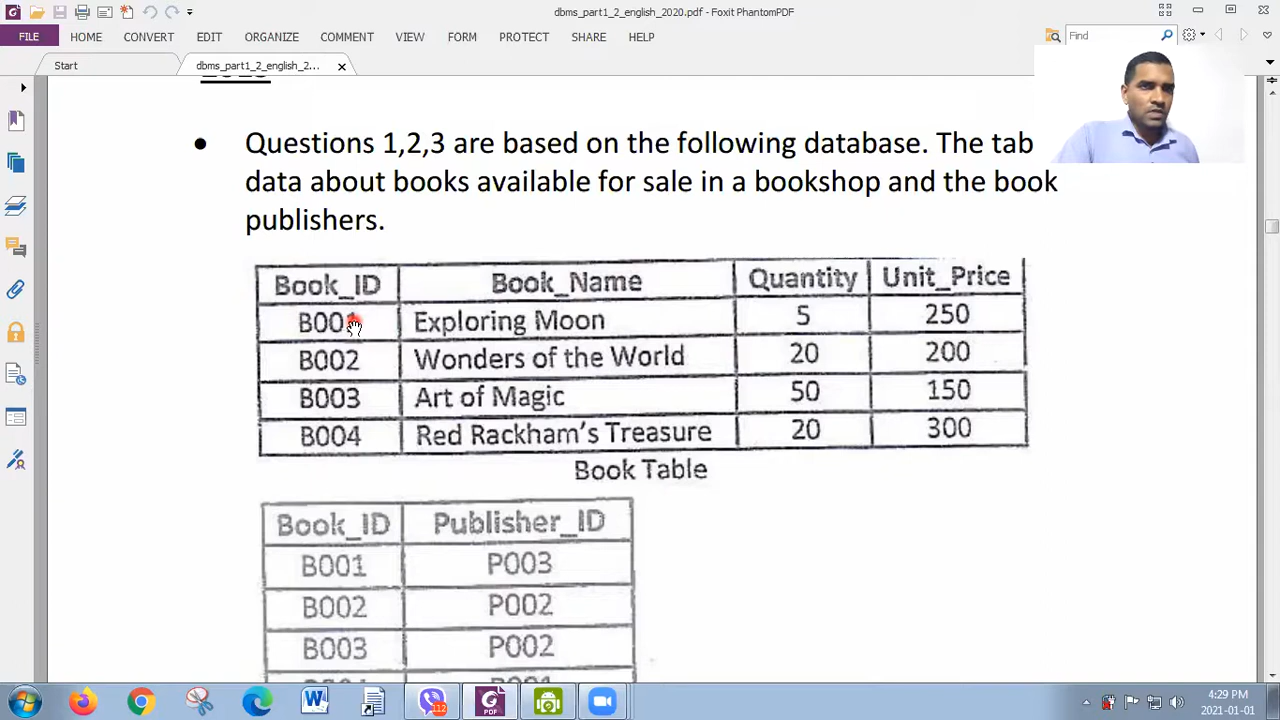 dbms_part1_2_english_2020.pdf - Foxit PhantomPDF
FILE HOME CONVERT EDIT ORGANIZE COMMENT VIEW FORM PROTECT SHARE HELP Find
Start dbms_part1_2_english_2...
• Questions 1,2,3 are based on the following database. The tab
data about books available for sale in a bookshop and the book
publishers.
Book_ID Book_Name Quantity Unit_Price
B001 Exploring Moon 5 250
B002 Wonders of the World 20 200
B003 Art of Magic 50 150
B004 Red Rackham's Treasure 20 300
Book Table
Book_ID Publisher_ID
B001 P003
B002 P002
B003 P002
112
PDF
4:29 PM
2021-01-01